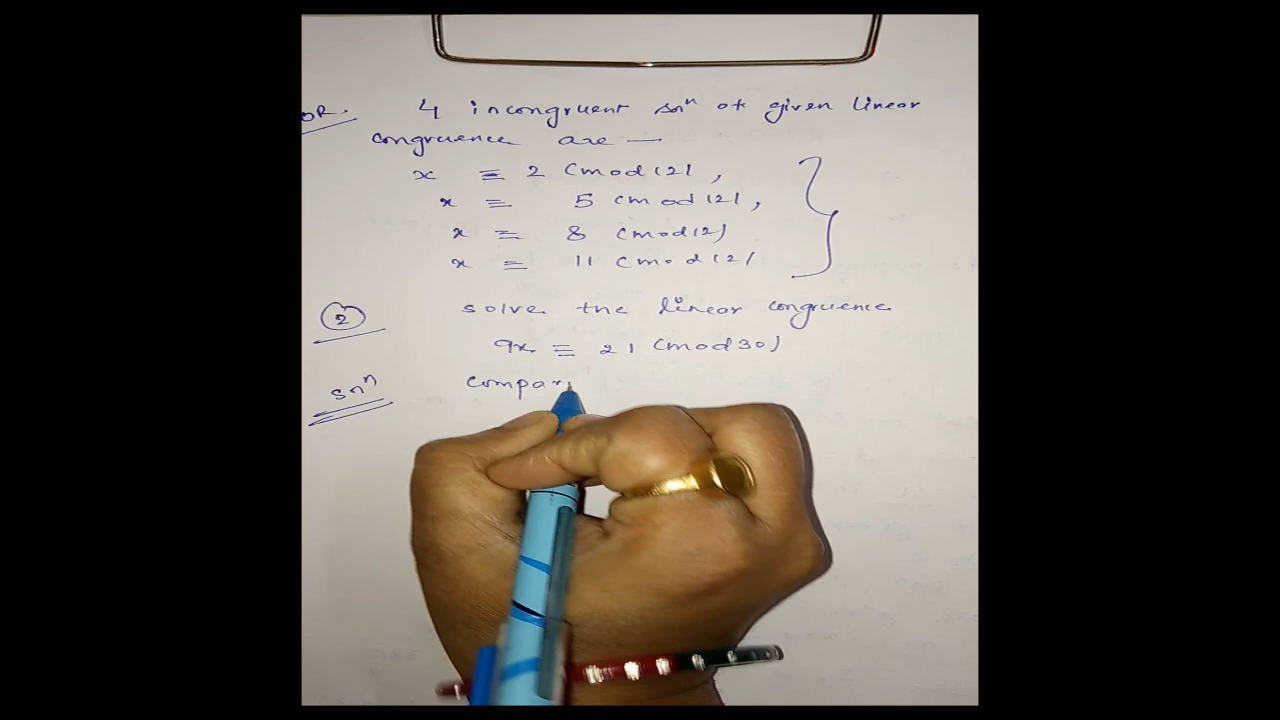 OR. 4 incongruent solⁿ of given linear
congruence are —
x ≡ 2 (mod 12),
x ≡ 5 (mod 12),
x ≡ 8 (mod 12)
x ≡ 11 (mod 12)
2 solve the linear congruence
9x ≡ 21 (mod 30)
solⁿ compar